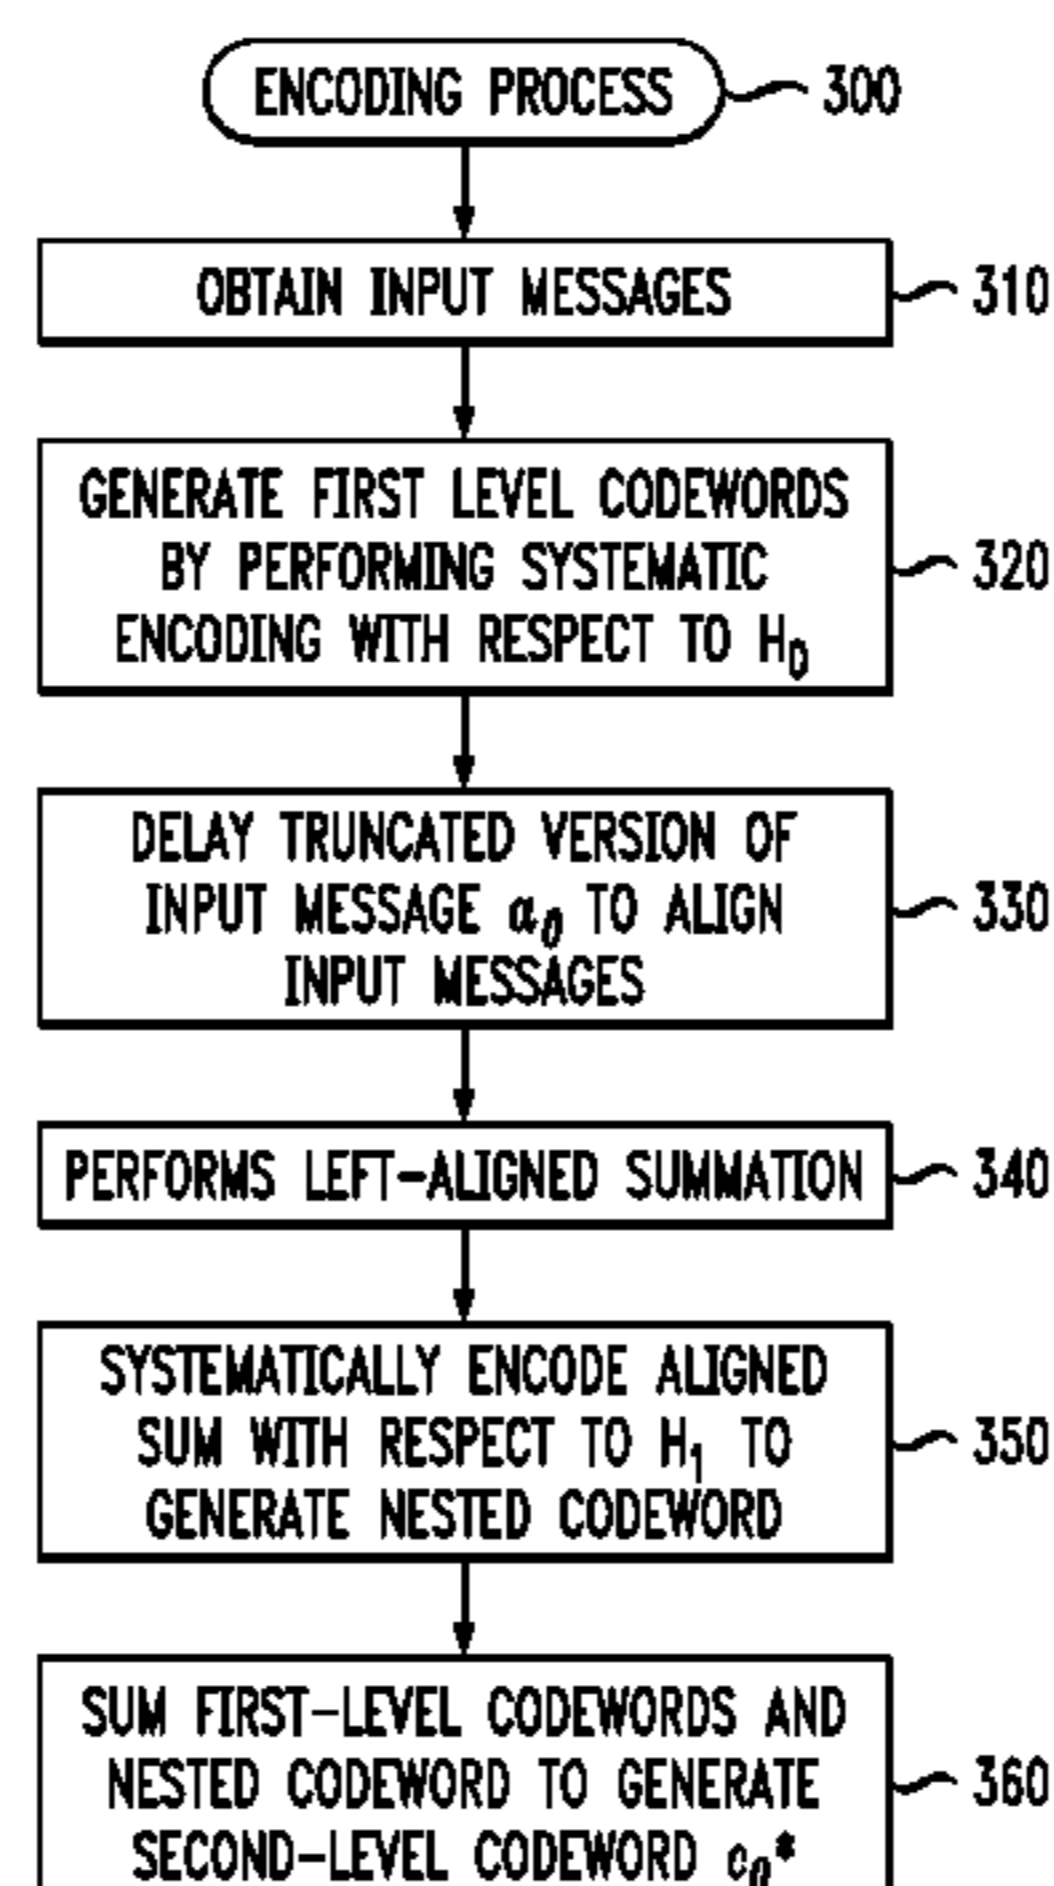 ENCODING PROCESS 300
OBTAIN INPUT MESSAGES 310
GENERATE FIRST LEVEL CODEWORDS
BY PERFORMING SYSTEMATIC 320
ENCODING WITH RESPECT TO H₀
DELAY TRUNCATED VERSION OF
INPUT MESSAGE α₀ TO ALIGN 330
INPUT MESSAGES
PERFORMS LEFT-ALIGNED SUMMATION 340
SYSTEMATICALLY ENCODE ALIGNED
SUM WITH RESPECT TO H₁ TO 350
GENERATE NESTED CODEWORD
SUM FIRST-LEVEL CODEWORDS AND
NESTED CODEWORD TO GENERATE 360
SECOND-LEVEL CODEWORD c₀*